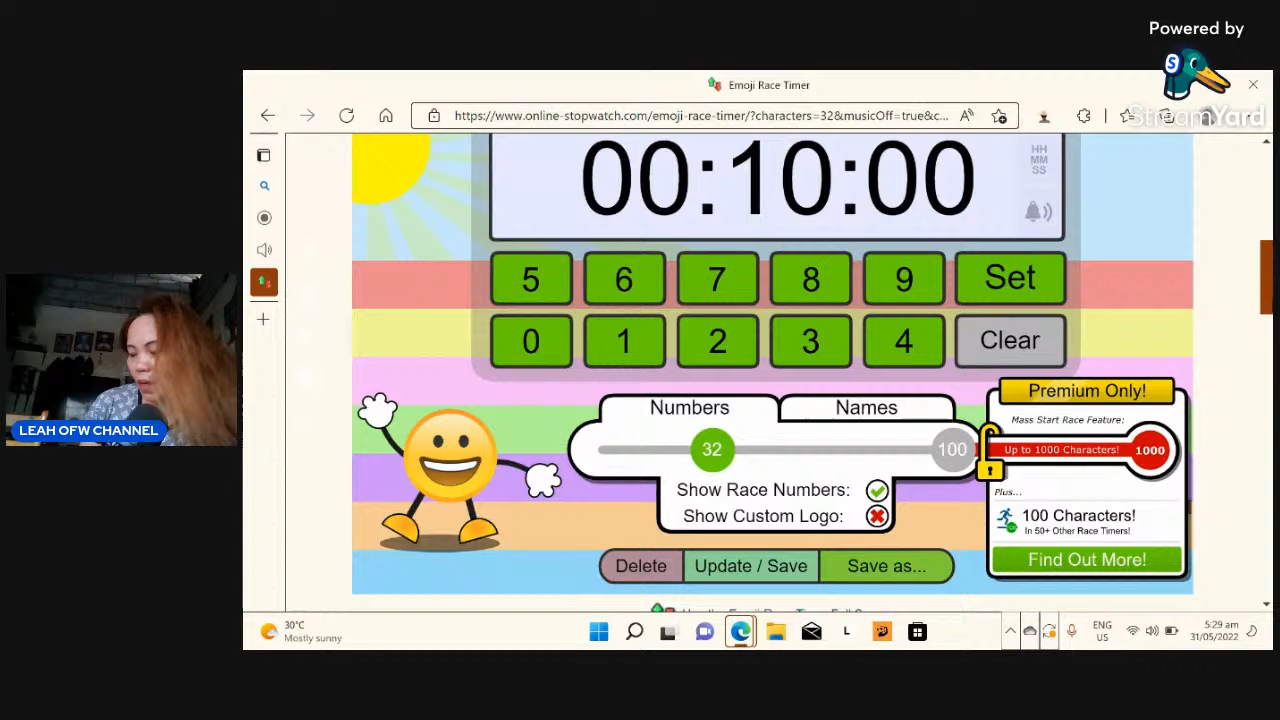 Powered by
S
StreamYard
Emoji Race Timer
https://www.online-stopwatch.com/emoji-race-timer/?characters=32&musicOff=true&c...
00:10:00
HH
MM
SS
5 6 7 8 9 Set
0 1 2 3 4 Clear
Numbers Names
32 100
Show Race Numbers:
Show Custom Logo:
Delete Update / Save Save as...
Premium Only!
Mass Start Race Feature:
Up to 1000 Characters! 1000
Plus...
100 Characters!
In 50+ Other Race Timers!
Find Out More!
LEAH OFW CHANNEL
30°C
Mostly sunny
L
ENG
US
5:29 am
31/05/2022